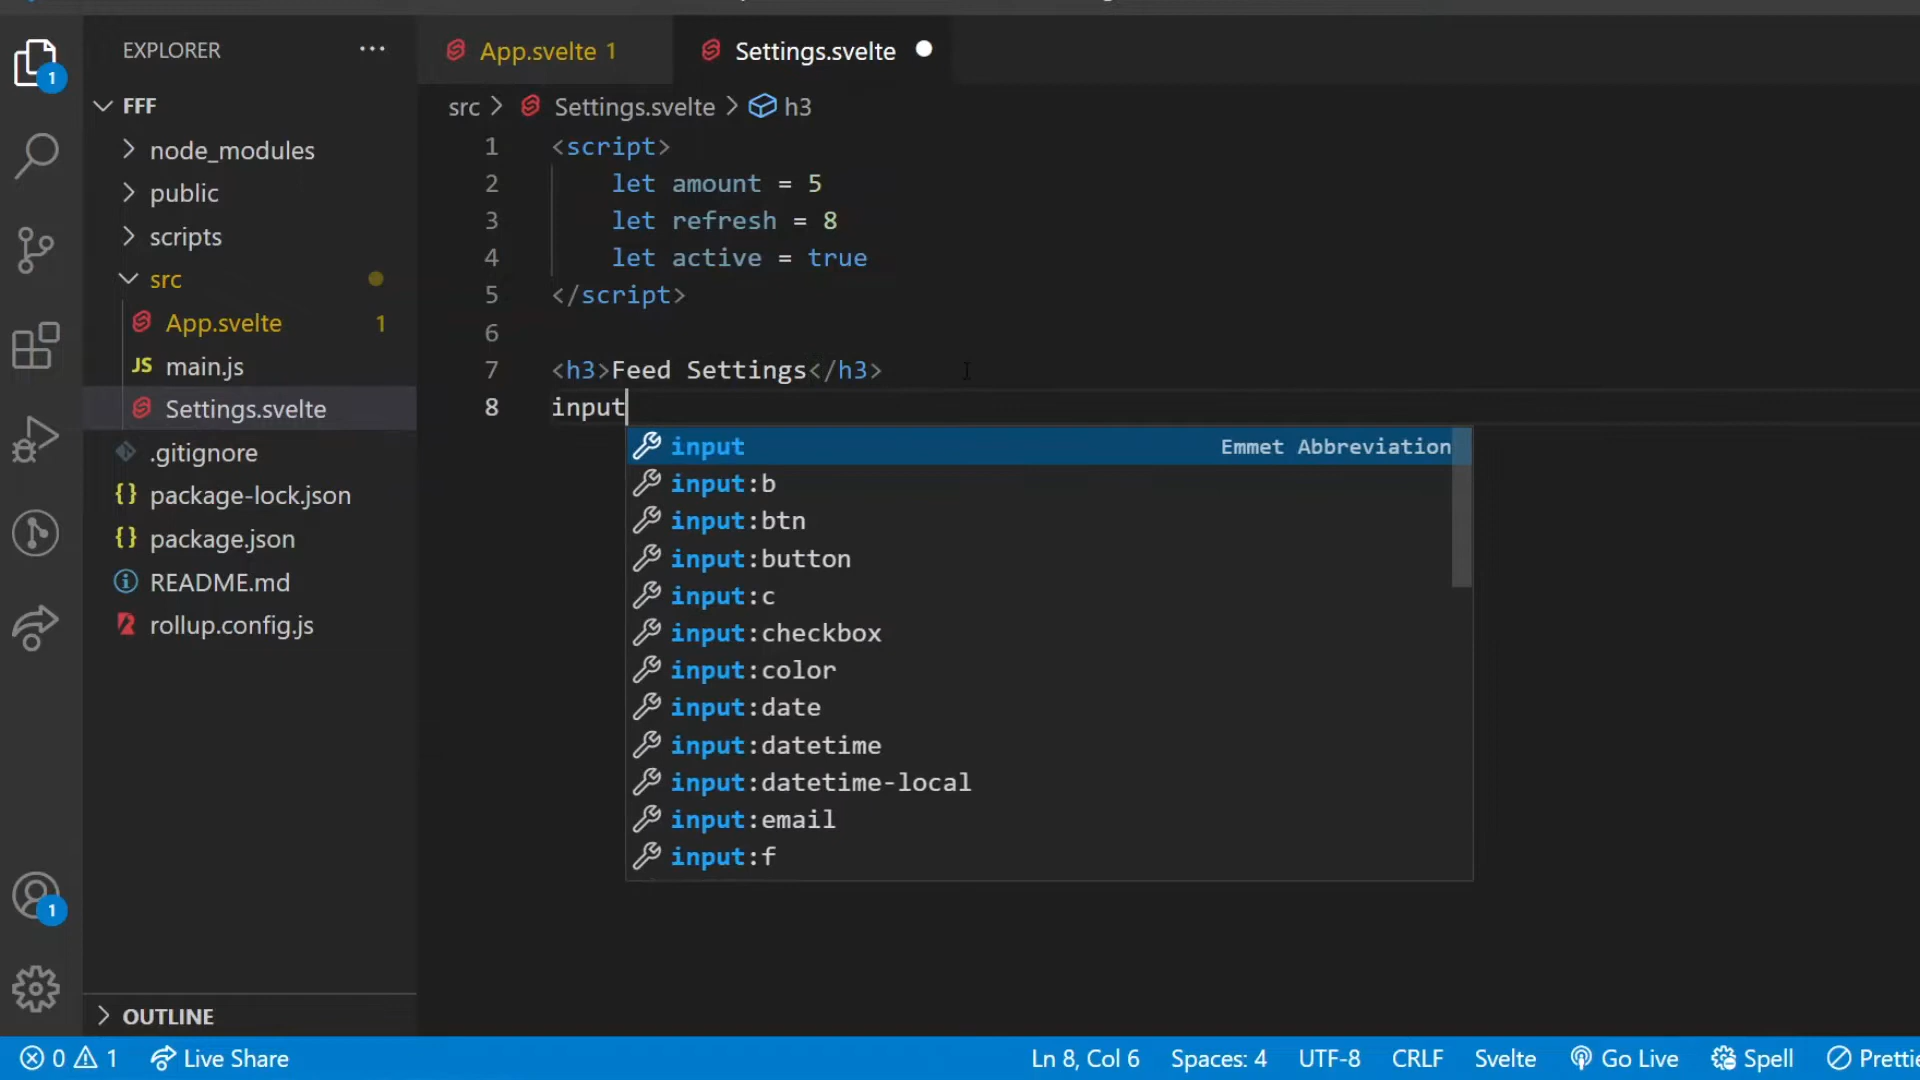 EXPLORER
1
FFF
node_modules
public
scripts
src
App.svelte 1
JS main.js
Settings.svelte
.gitignore
{} package-lock.json
{} package.json
README.md
rollup.config.js
1
OUTLINE
App.svelte 1
Settings.svelte
src > Settings.svelte > h3
1 <script>
2 let amount = 5
3 let refresh = 8
4 let active = true
5 </script>
6
7 <h3>Feed Settings</h3>
8 input
input Emmet Abbreviation
input:b
input:btn
input:button
input:c
input:checkbox
input:color
input:date
input:datetime
input:datetime-local
input:email
input:f
0 1 Live Share Ln 8, Col 6 Spaces: 4 UTF-8 CRLF Svelte Go Live Spell